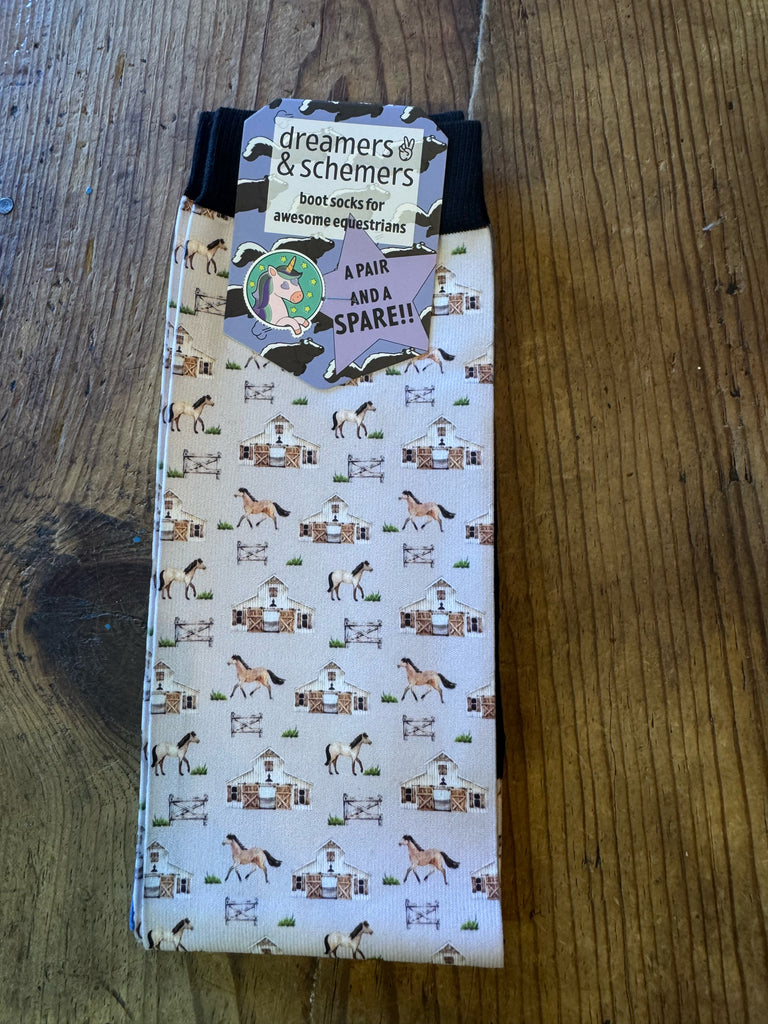 dreamers
& schemers
boot socks for
awesome equestrians
A PAIR
AND A
SPARE!!